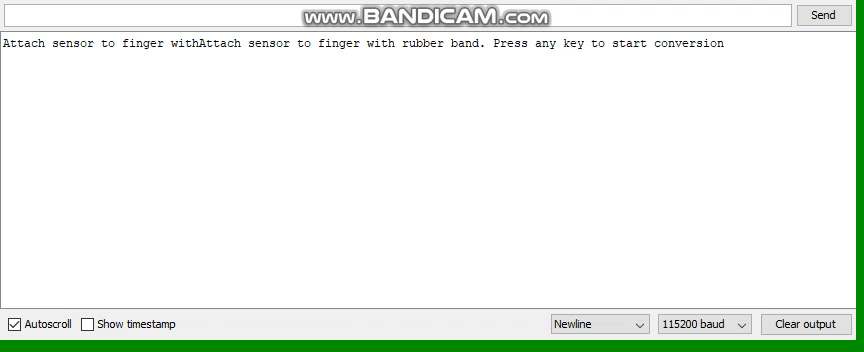 www.BANDICAM.com
Send
Attach sensor to finger withAttach sensor to finger with rubber band. Press any key to start conversion
Autoscroll Show timestamp Newline 115200 baud Clear output